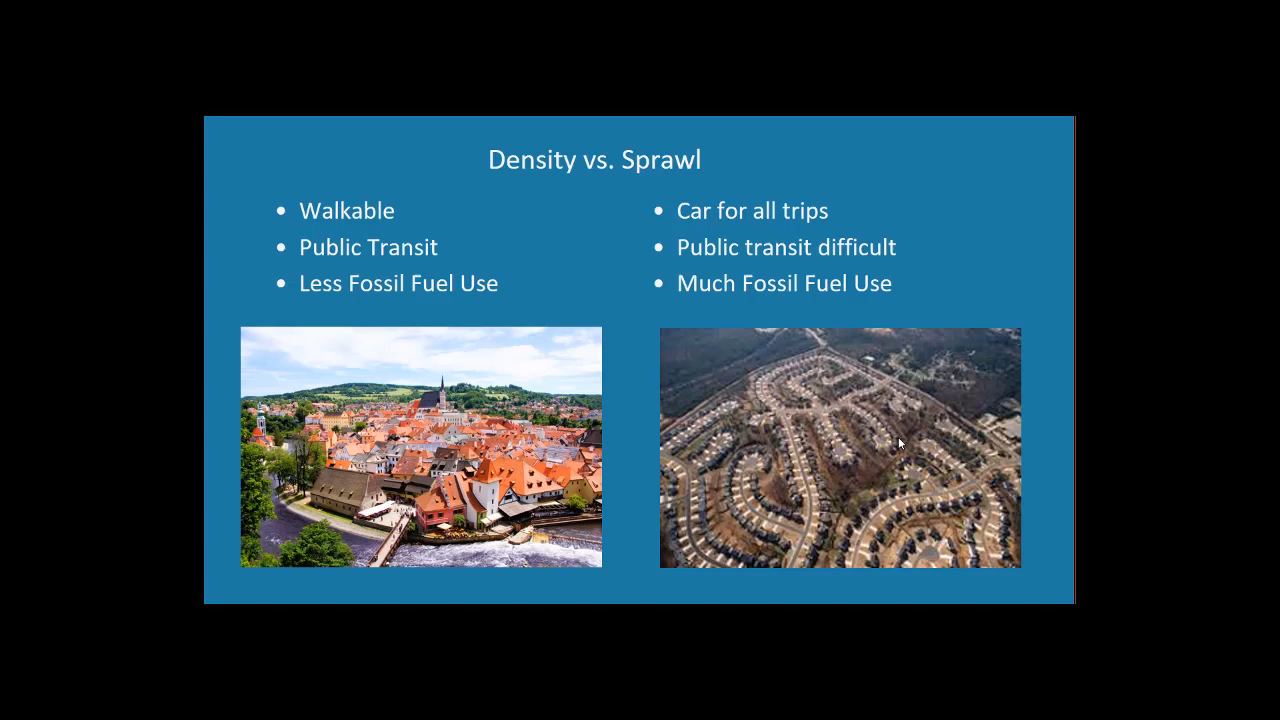 Density vs. Sprawl
• Walkable
• Public Transit
• Less Fossil Fuel Use
• Car for all trips
• Public transit difficult
• Much Fossil Fuel Use